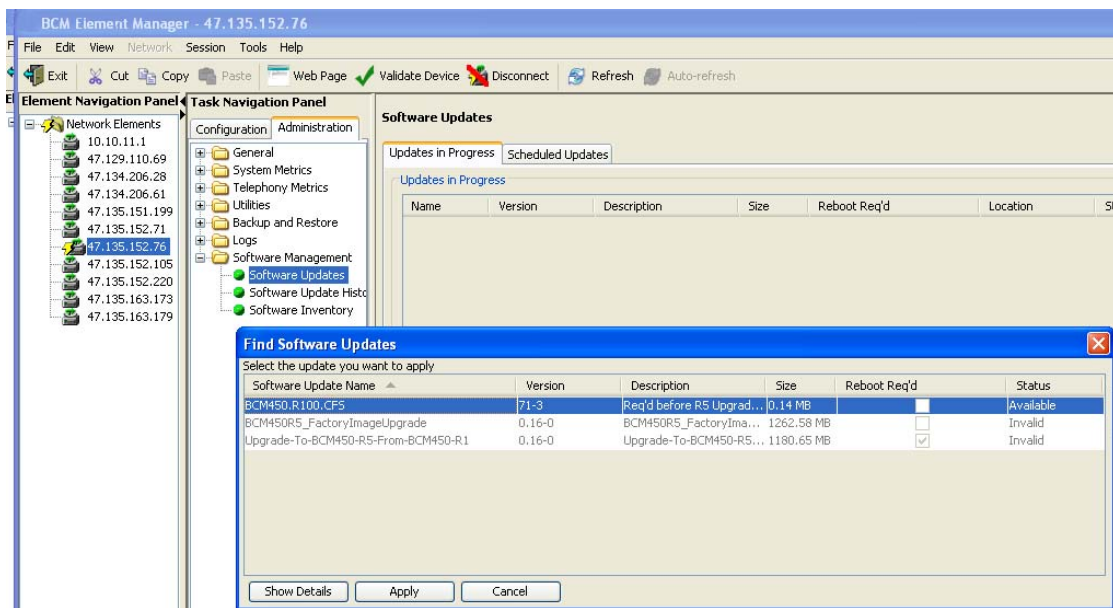 BCM Element Manager - 47.135.152.76
File Edit View Network Session Tools Help
Exit Cut Copy Paste Web Page Validate Device Disconnect Refresh Auto-refresh
Element Navigation Panel
Network Elements
10.10.11.1
47.129.110.69
47.134.206.28
47.134.206.61
47.135.151.199
47.135.152.71
47.135.152.76
47.135.152.105
47.135.152.220
47.135.163.173
47.135.163.179
Task Navigation Panel
Configuration Administration
General
System Metrics
Telephony Metrics
Utilities
Backup and Restore
Logs
Software Management
Software Updates
Software Update Histo
Software Inventory
Software Updates
Updates in Progress Scheduled Updates
Updates in Progress
Name Version Description Size Reboot Req'd Location
Find Software Updates
Select the update you want to apply
Software Update Name Version Description Size Reboot Req'd Status
BCM450.R100.CFS 71-3 Req'd before R5 Upgrad... 0.14 MB Available
BCM450R5_FactoryImageUpgrade 0.16-0 BCM450R5_FactoryIma... 1262.58 MB Invalid
Upgrade-To-BCM450-R5-From-BCM450-R1 0.16-0 Upgrade-To-BCM450-R5... 1180.65 MB Invalid
Show Details Apply Cancel